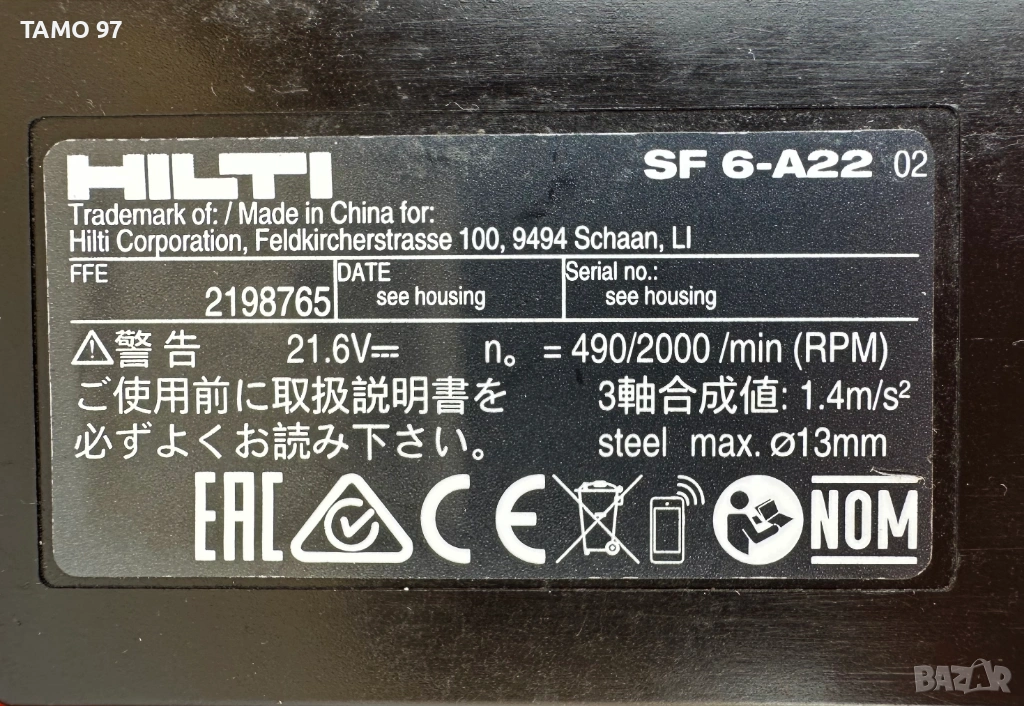 TAMO 97
HILTI
SF 6-A22 02
Trademark of: / Made in China for:
Hilti Corporation, Feldkircherstrasse 100, 9494 Schaan, LI
FFE
2198765
DATE
see housing
Serial no.:
see housing
⚠警告 21.6V⎓ n。 = 490/2000 /min (RPM)
ご使用前に取扱説明書を 3軸合成値: 1.4m/s²
必ずよくお読み下さい。 steel max. ⌀13mm
EAC CE NOM
BAZAR